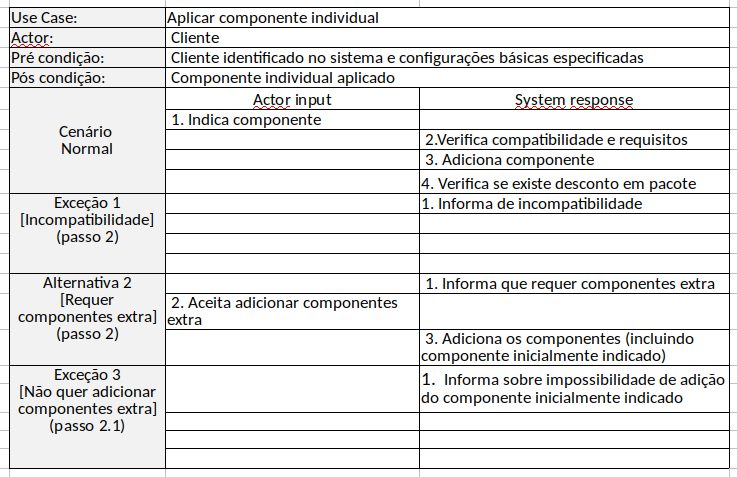 Use Case: Aplicar componente individual
Actor: Cliente
Pré condição: Cliente identificado no sistema e configurações básicas especificadas
Pós condição: Componente individual aplicado
Actor input System response
Cenário
Normal
1. Indica componente
2.Verifica compatibilidade e requisitos
3. Adiciona componente
4. Verifica se existe desconto em pacote
Exceção 1
[Incompatibilidade]
(passo 2)
1. Informa de incompatibilidade
Alternativa 2
[Requer
componentes extra]
(passo 2)
1. Informa que requer componentes extra
2. Aceita adicionar componentes
extra
3. Adiciona os componentes (incluindo
componente inicialmente indicado)
Exceção 3
[Não quer adicionar
componentes extra]
(passo 2.1)
1. Informa sobre impossibilidade de adição
do componente inicialmente indicado